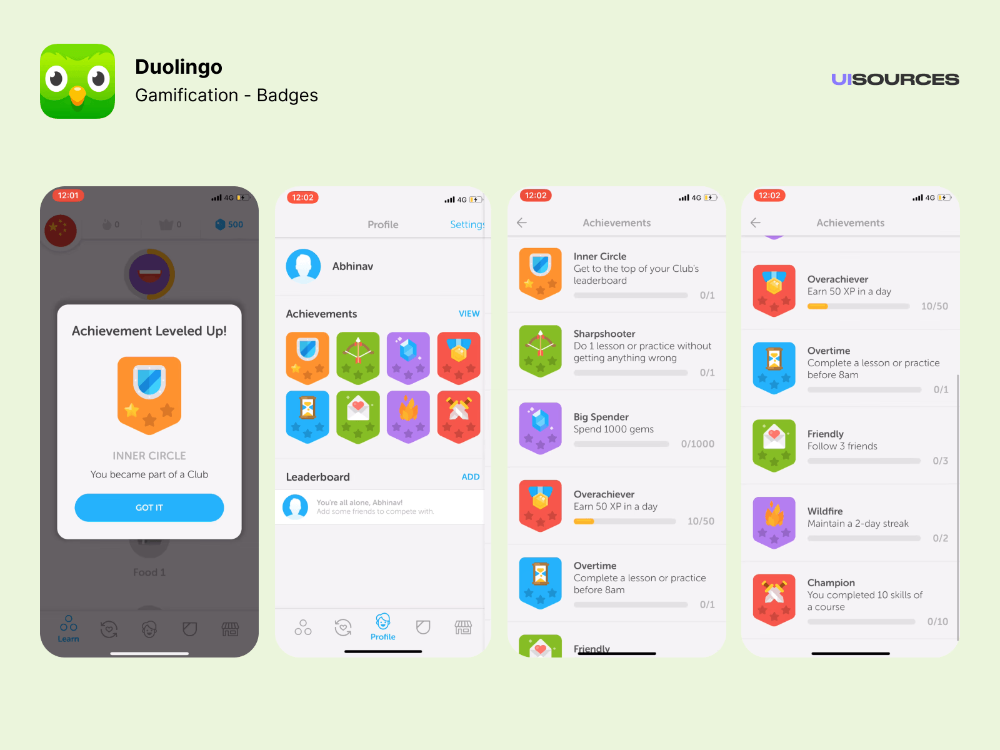 Duolingo
Gamification - Badges
UISOURCES
12:01
4G
0
0
500
Achievement Leveled Up!
INNER CIRCLE
You became part of a Club
GOT IT
Food 1
Learn
12:02
4G
Profile
Settings
Abhinav
Achievements
VIEW
Leaderboard
ADD
You're all alone, Abhinav!
Add some friends to compete with.
Profile
12:02
4G
Achievements
Inner Circle
Get to the top of your Club's
leaderboard
0/1
Sharpshooter
Do 1 lesson or practice without
getting anything wrong
0/1
Big Spender
Spend 1000 gems
0/1000
Overachiever
Earn 50 XP in a day
10/50
Overtime
Complete a lesson or practice
before 8am
0/1
Friendly
12:02
4G
Achievements
Overachiever
Earn 50 XP in a day
10/50
Overtime
Complete a lesson or practice
before 8am
0/1
Friendly
Follow 3 friends
0/3
Wildfire
Maintain a 2-day streak
0/2
Champion
You completed 10 skills of
a course
0/10